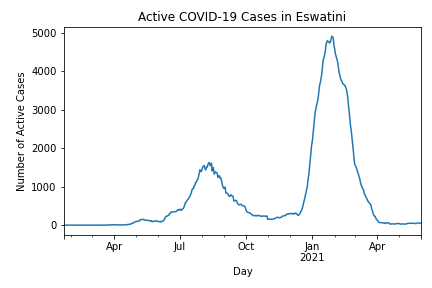 Active COVID-19 Cases in Eswatini
5000
4000
3000
2000
1000
0
Number of Active Cases
Apr Jul Oct Jan Apr
2021
Day